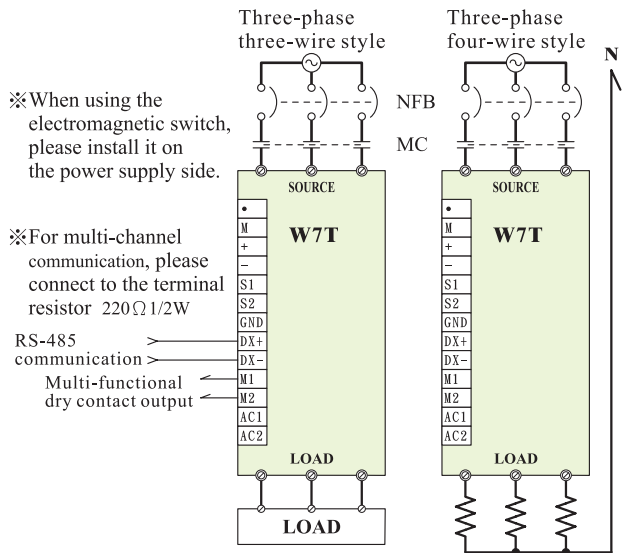 Three-phase
three-wire style
Three-phase
four-wire style
N
※When using the
electromagnetic switch,
please install it on
the power supply side.
NFB
MC
SOURCE
W7T
•
M
+
−
S1
S2
GND
DX+
DX−
M1
M2
AC1
AC2
LOAD
LOAD
※For multi-channel
communication, please
connect to the terminal
resistor 220Ω1/2W
RS-485
communication
Multi-functional
dry contact output
SOURCE
W7T
•
M
+
−
S1
S2
GND
DX+
DX−
M1
M2
AC1
AC2
LOAD